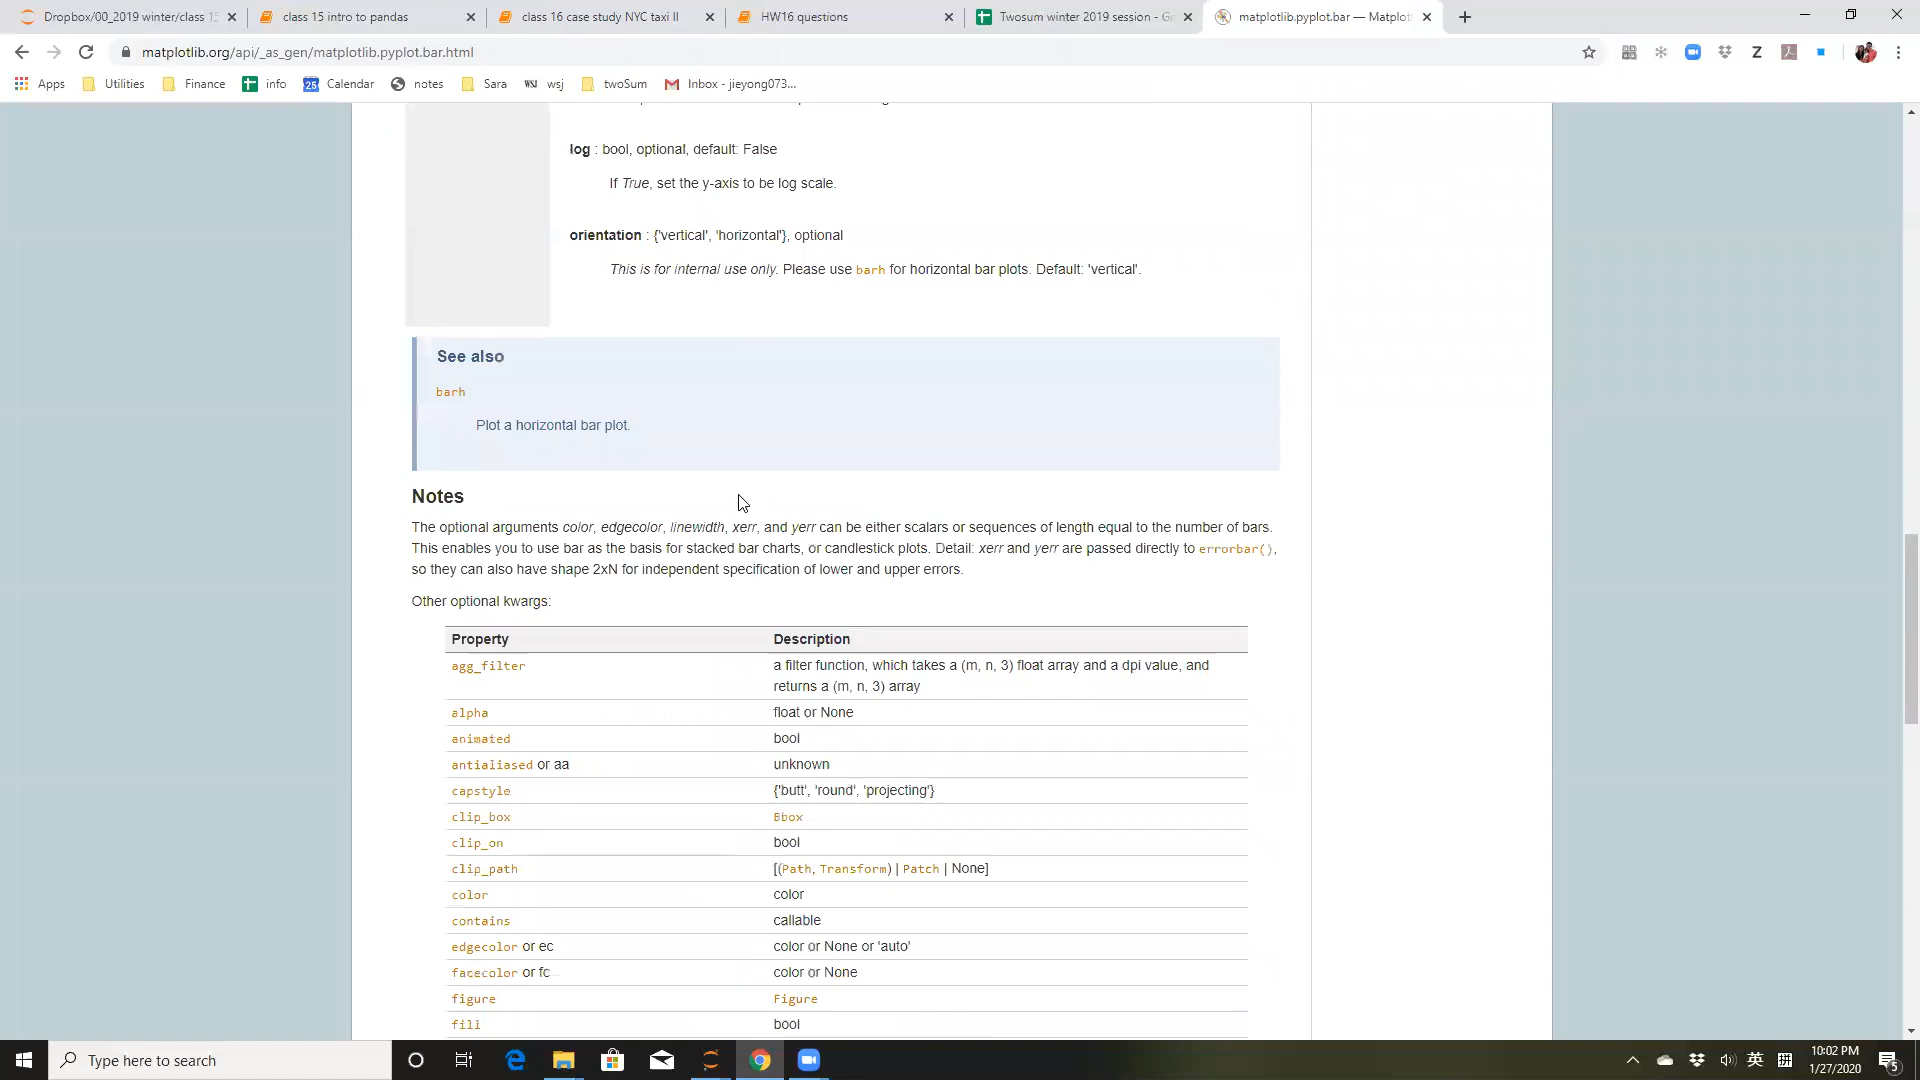 Dropbox/00_2019 winter/class 15
class 15 intro to pandas
class 16 case study NYC taxi II
HW16 questions
Twosum winter 2019 session - G
matplotlib.pyplot.bar — Matplot
matplotlib.org/api/_as_gen/matplotlib.pyplot.bar.html
Apps
Utilities
Finance
info
25
Calendar
notes
Sara
WSJ wsj
twoSum
Inbox - jieyong073...
log : bool, optional, default: False
If True, set the y-axis to be log scale.
orientation : {'vertical', 'horizontal'}, optional
This is for internal use only. Please use barh for horizontal bar plots. Default: 'vertical'.
See also
barh
Plot a horizontal bar plot.
Notes
The optional arguments color, edgecolor, linewidth, xerr, and yerr can be either scalars or sequences of length equal to the number of bars.
This enables you to use bar as the basis for stacked bar charts, or candlestick plots. Detail: xerr and yerr are passed directly to errorbar(),
so they can also have shape 2xN for independent specification of lower and upper errors.
Other optional kwargs:
Property Description
agg_filter a filter function, which takes a (m, n, 3) float array and a dpi value, and
returns a (m, n, 3) array
alpha float or None
animated bool
antialiased or aa unknown
capstyle {'butt', 'round', 'projecting'}
clip_box Bbox
clip_on bool
clip_path [(Path, Transform) | Patch | None]
color color
contains callable
edgecolor or ec color or None or 'auto'
facecolor or fc color or None
figure Figure
fill bool
Type here to search
英
拼
10:02 PM
1/27/2020
5